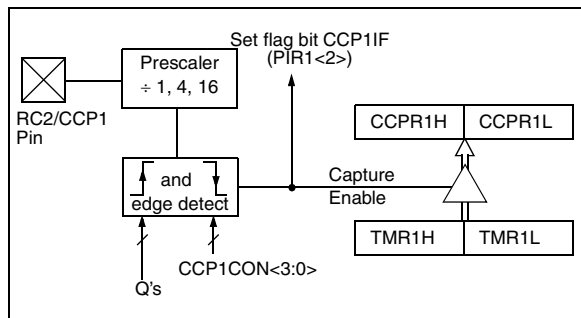 Set flag bit CCP1IF
(PIR1<2>)
Prescaler
÷ 1, 4, 16
RC2/CCP1
Pin
CCPR1H
CCPR1L
and
edge detect
Capture
Enable
TMR1H
TMR1L
CCP1CON<3:0>
Q's